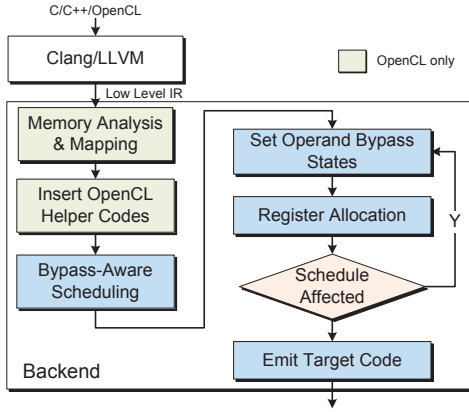 C/C++/OpenCL
Clang/LLVM
OpenCL only
Low Level IR
Memory Analysis
& Mapping
Insert OpenCL
Helper Codes
Bypass-Aware
Scheduling
Set Operand Bypass
States
Register Allocation
Y
Schedule
Affected
Emit Target Code
Backend